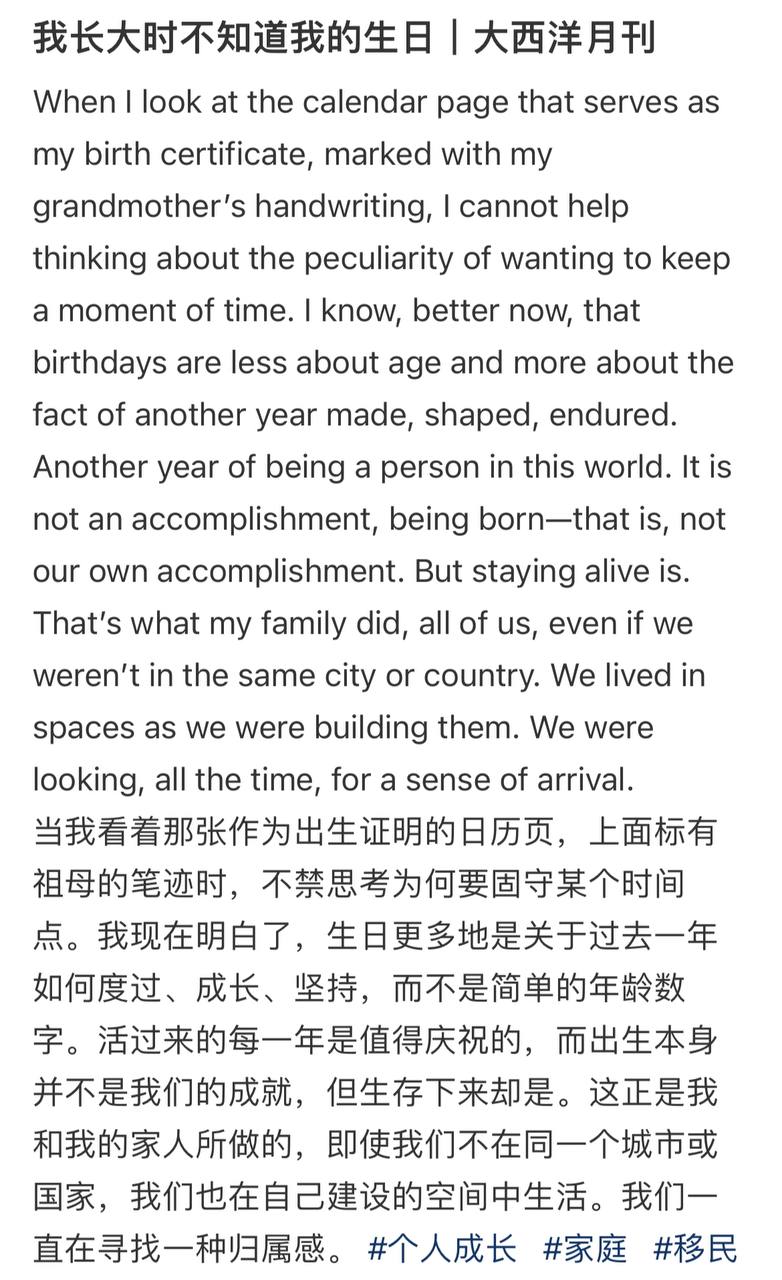 我长大时不知道我的生日｜大西洋月刊
When I look at the calendar page that serves as
my birth certificate, marked with my
grandmother’s handwriting, I cannot help
thinking about the peculiarity of wanting to keep
a moment of time. I know, better now, that
birthdays are less about age and more about the
fact of another year made, shaped, endured.
Another year of being a person in this world. It is
not an accomplishment, being born—that is, not
our own accomplishment. But staying alive is.
That’s what my family did, all of us, even if we
weren’t in the same city or country. We lived in
spaces as we were building them. We were
looking, all the time, for a sense of arrival.
当我看着那张作为出生证明的日历页，上面标有
祖母的笔迹时，不禁思考为何要固守某个时间
点。我现在明白了，生日更多地是关于过去一年
如何度过、成长、坚持，而不是简单的年龄数
字。活过来的每一年是值得庆祝的，而出生本身
并不是我们的成就，但生存下来却是。这正是我
和我的家人所做的，即使我们不在同一个城市或
国家，我们也在自己建设的空间中生活。我们一
直在寻找一种归属感。 #个人成长 #家庭 #移民